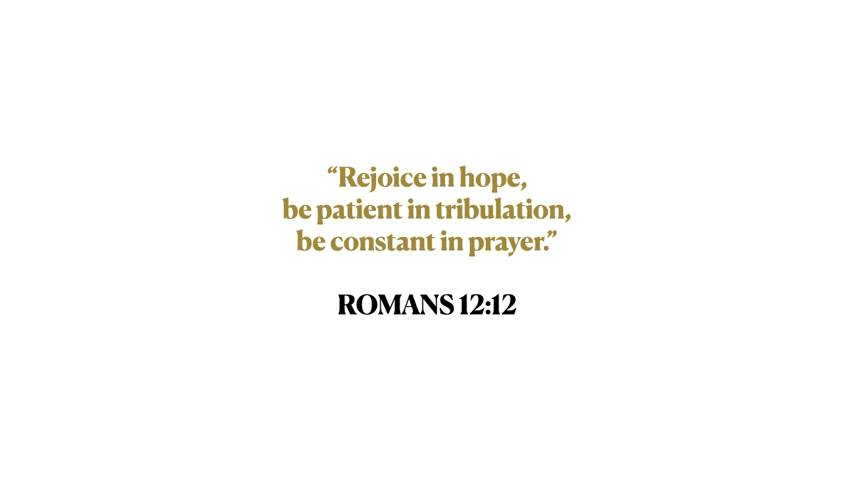 “Rejoice in hope,
be patient in tribulation,
be constant in prayer.”
ROMANS 12:12